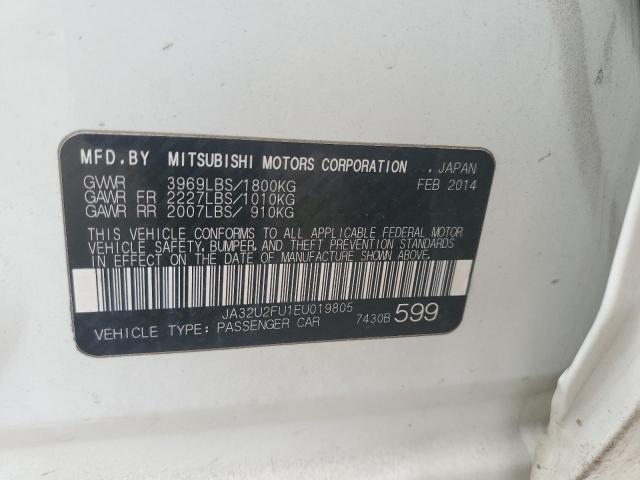 MFD.BY MITSUBISHI MOTORS CORPORATION , JAPAN
GVWR 3969LBS/1800KG FEB 2014
GAWR FR 2227LBS/1010KG
GAWR RR 2007LBS/ 910KG
THIS VEHICLE CONFORMS TO ALL APPLICABLE FEDERAL MOTOR
VEHICLE SAFETY, BUMPER, AND THEFT PREVENTION STANDARDS
IN EFFECT ON THE DATE OF MANUFACTURE SHOWN ABOVE.
JA32U2FU1EU019805
VEHICLE TYPE: PASSENGER CAR 7430B 599